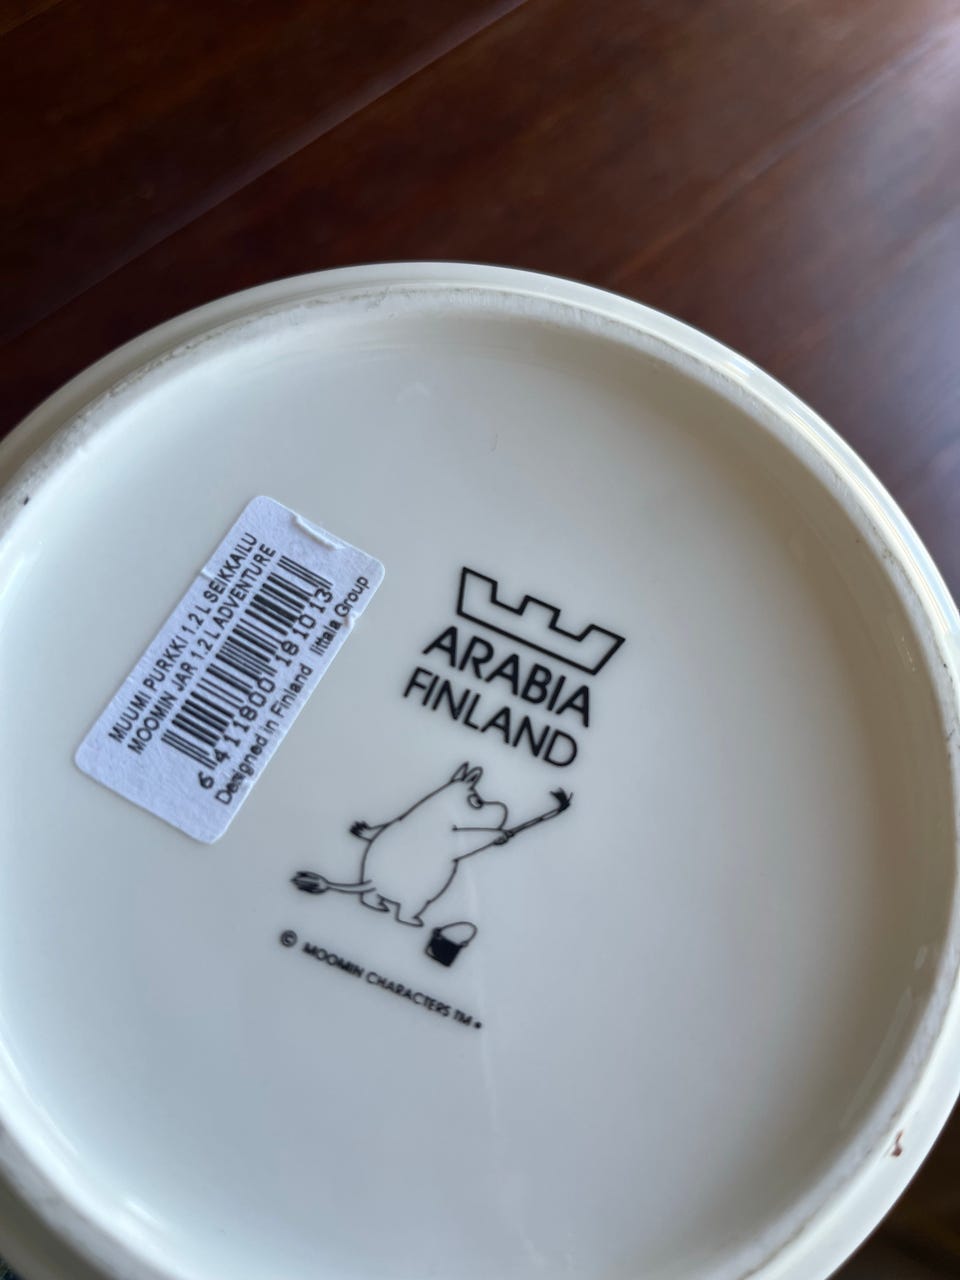 MUUMI PURKKI 1.2 L SEIKKAILU
MOOMIN JAR 1.2 L ADVENTURE
6 411800 181013
Designed in Finland Iittala Group
ARABIA
FINLAND
© MOOMIN CHARACTERS TM